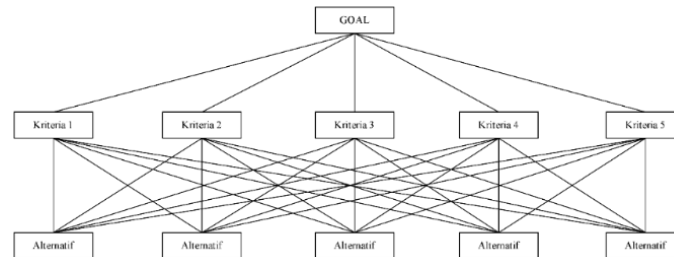 GOAL
Kriteria 1
Kriteria 2
Kriteria 3
Kriteria 4
Kriteria 5
Alternatif
Alternatif
Alternatif
Alternatif
Alternatif